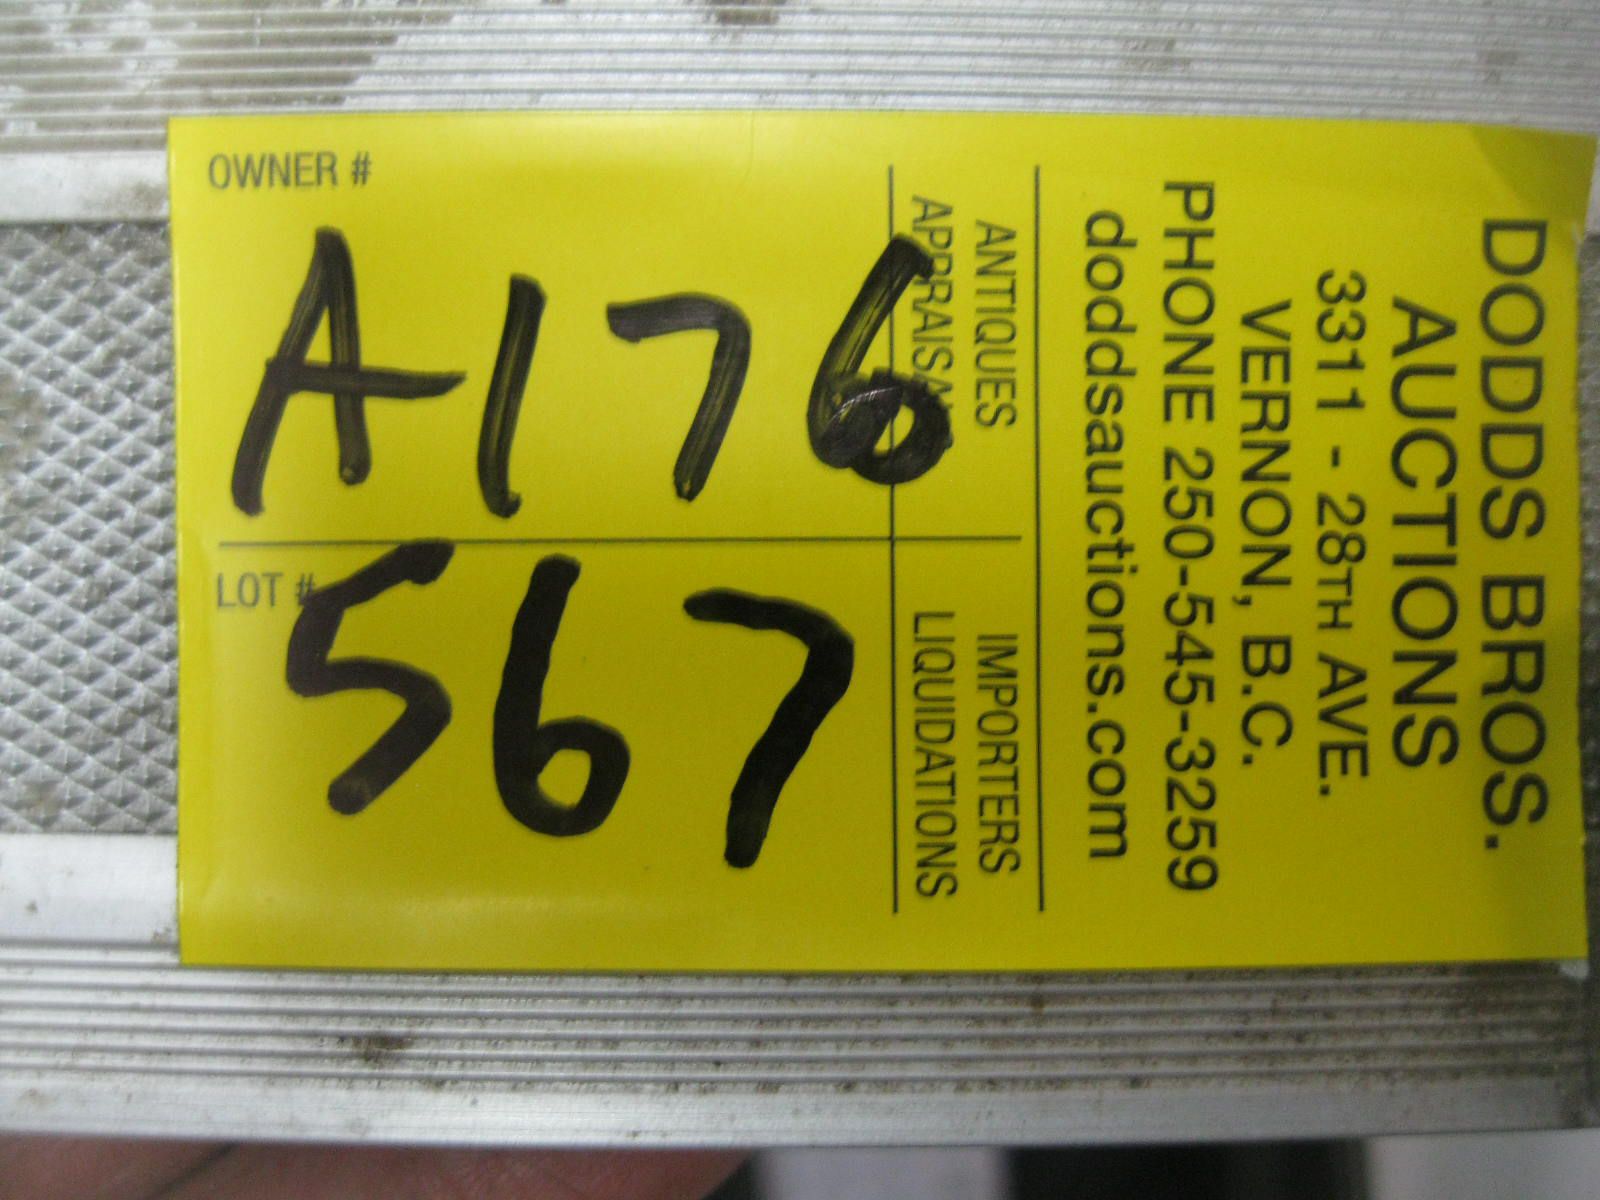 DODDS BROS.
AUCTIONS
3311 - 28TH AVE.
VERNON, B.C.
PHONE 250-545-3259
doddsauctions.com
ANTIQUES IMPORTERS
APPRAISALS LIQUIDATIONS
OWNER #
A176
LOT #
567